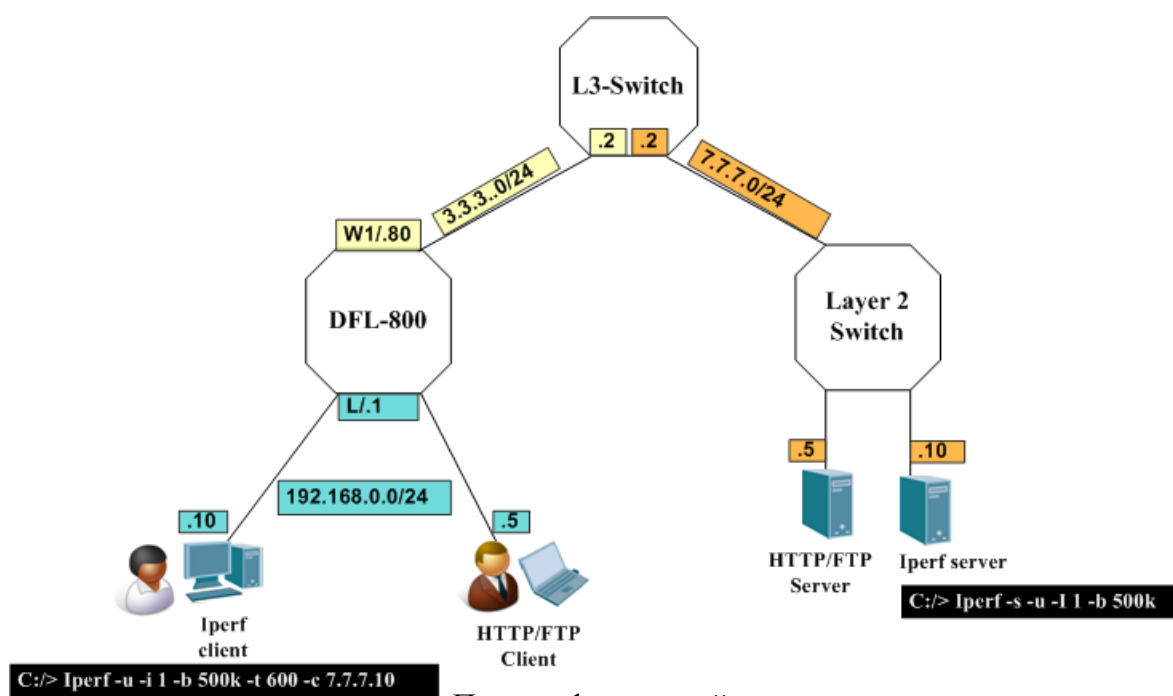 L3-Switch
.2
.2
3.3.3..0/24
7.7.7.0/24
W1/.80
DFL-800
Layer 2
Switch
L/.1
.5
.10
192.168.0.0/24
.10
.5
HTTP/FTP
Server
Iperf server
C:/> Iperf -s -u -I 1 -b 500k
Iperf
client
HTTP/FTP
Client
C:/> Iperf -u -i 1 -b 500k -t 600 -c 7.7.7.10